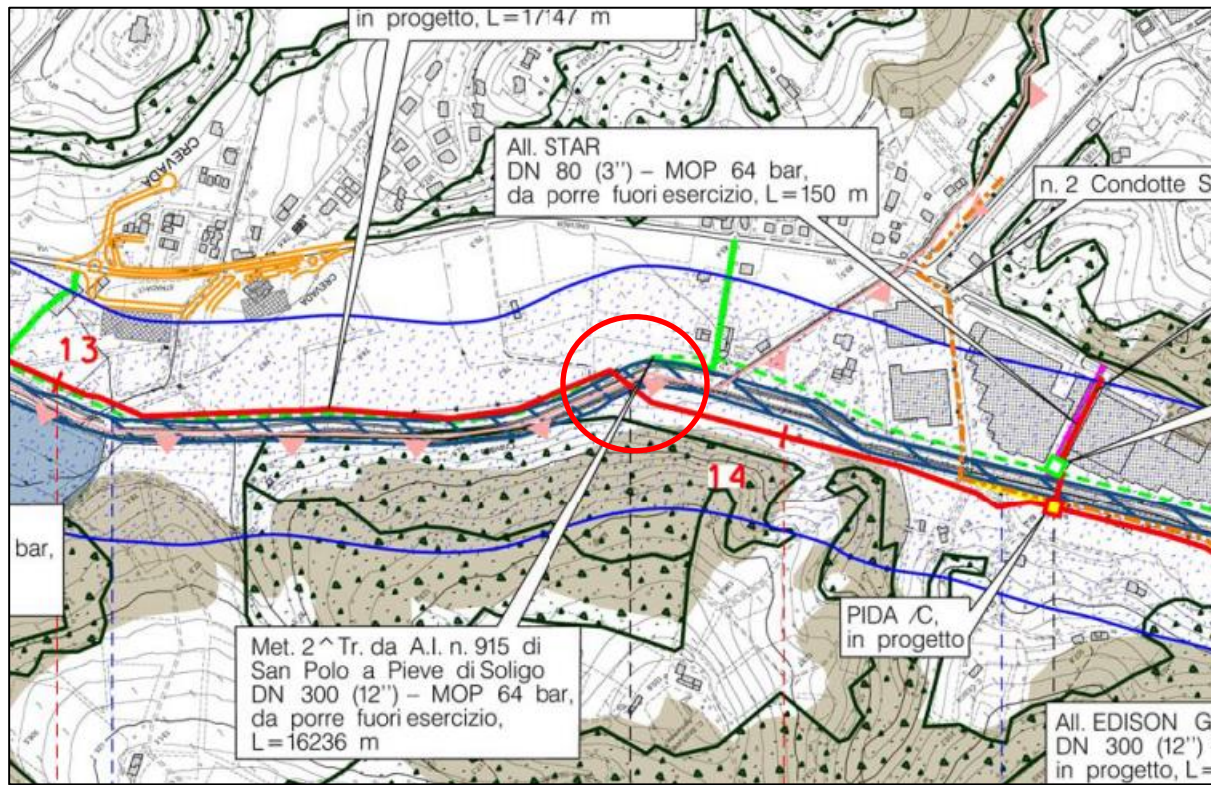 in progetto, L=17147 m
All. STAR
DN 80 (3'') – MOP 64 bar,
da porre fuori esercizio, L=150 m
n. 2 Condotte S
CREVADA
CREVADA
13
14
bar,
PIDA /C,
in progetto
Met. 2^Tr. da A.I. n. 915 di
San Polo a Pieve di Soligo
DN 300 (12'') – MOP 64 bar,
da porre fuori esercizio,
L=16236 m
All. EDISON G
DN 300 (12'')
in progetto, L=